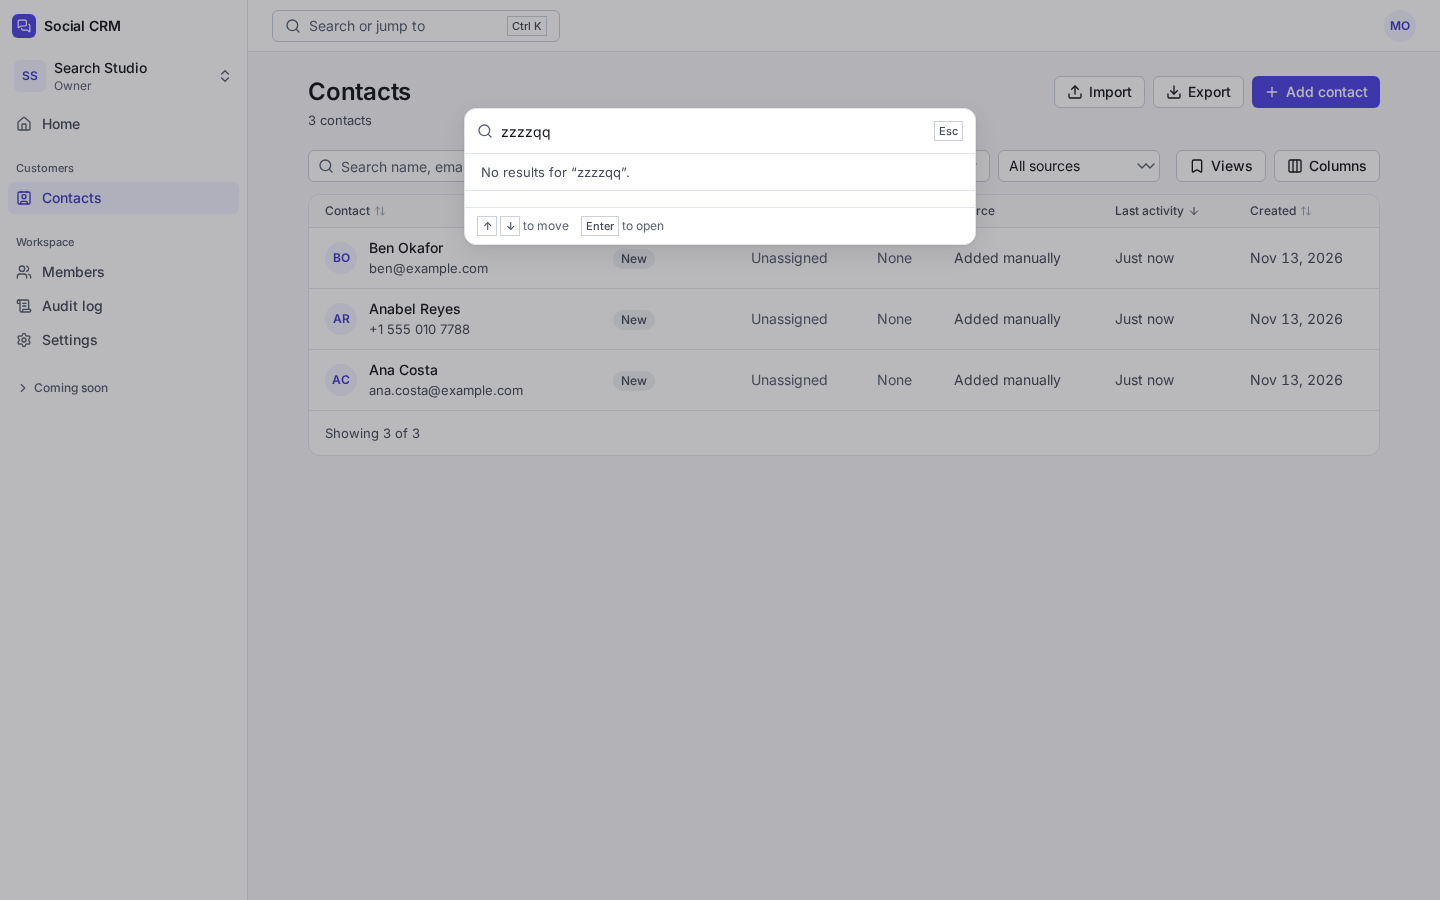 Social CRM
Search or jump to
Ctrl K
MO
SS
Search Studio
Owner
Home
Customers
Contacts
Workspace
Members
Audit log
Settings
Coming soon
Contacts
3 contacts
Import
Export
Add contact
Search name, ema
All sources
Views
Columns
zzzzqq
Esc
No results for “zzzzqq”.
↑ ↓ to move Enter to open
Contact
Last activity
Created
BO
Ben Okafor
ben@example.com
New
Unassigned
None
Added manually
Just now
Nov 13, 2026
AR
Anabel Reyes
+1 555 010 7788
New
Unassigned
None
Added manually
Just now
Nov 13, 2026
AC
Ana Costa
ana.costa@example.com
New
Unassigned
None
Added manually
Just now
Nov 13, 2026
Showing 3 of 3